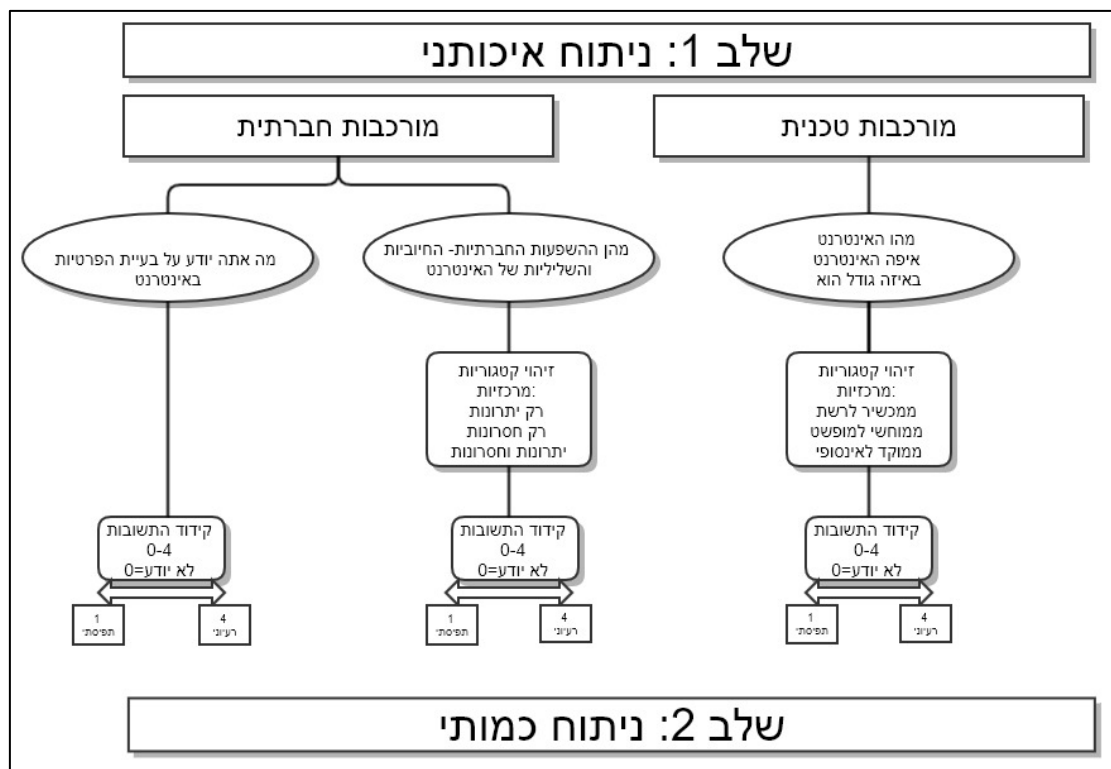 שלב 1: ניתוח איכותני
מורכבות טכנית
מורכבות חברתית
מהו האינטרנט
איפה האינטרנט
באיזה גודל הוא
מהן ההשפעות החברתיות- החיוביות
והשליליות של האינטרנט
מה אתה יודע על בעיית הפרטיות
באינטרנט
זיהוי קטגוריות
מרכזיות:
ממכשיר לרשת
ממוחשי למופשט
ממוקד לאינסופי
זיהוי קטגוריות
מרכזיות:
רק יתרונות
רק חסרונות
יתרונות וחסרונות
קידוד התשובות
0-4
לא יודע=0
קידוד התשובות
0-4
לא יודע=0
קידוד התשובות
0-4
לא יודע=0
4
רעיוני
1
תפיסתי
4
רעיוני
1
תפיסתי
4
רעיוני
1
תפיסתי
שלב 2: ניתוח כמותי